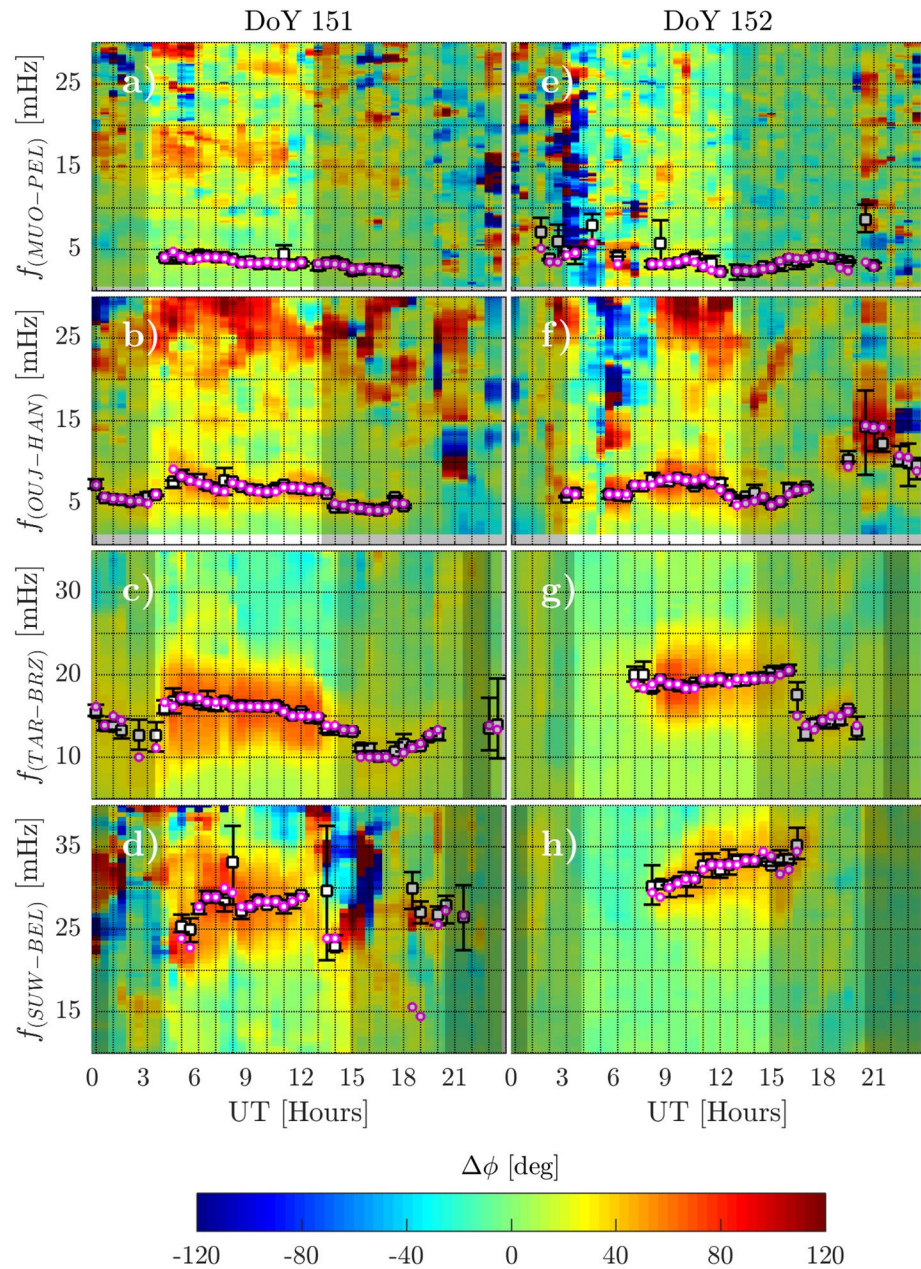 DoY 151
DoY 152
f(MUO−PEL) [mHz]
25
15
5
a)
e)
f(OUJ−HAN) [mHz]
25
15
5
b)
f)
f(TAR−BRZ) [mHz]
30
20
10
c)
g)
f(SUW−BEL) [mHz]
35
25
15
d)
h)
0 3 6 9 12 15 18 21 0 3 6 9 12 15 18 21
UT [Hours] UT [Hours]
Δϕ [deg]
-120 -80 -40 0 40 80 120